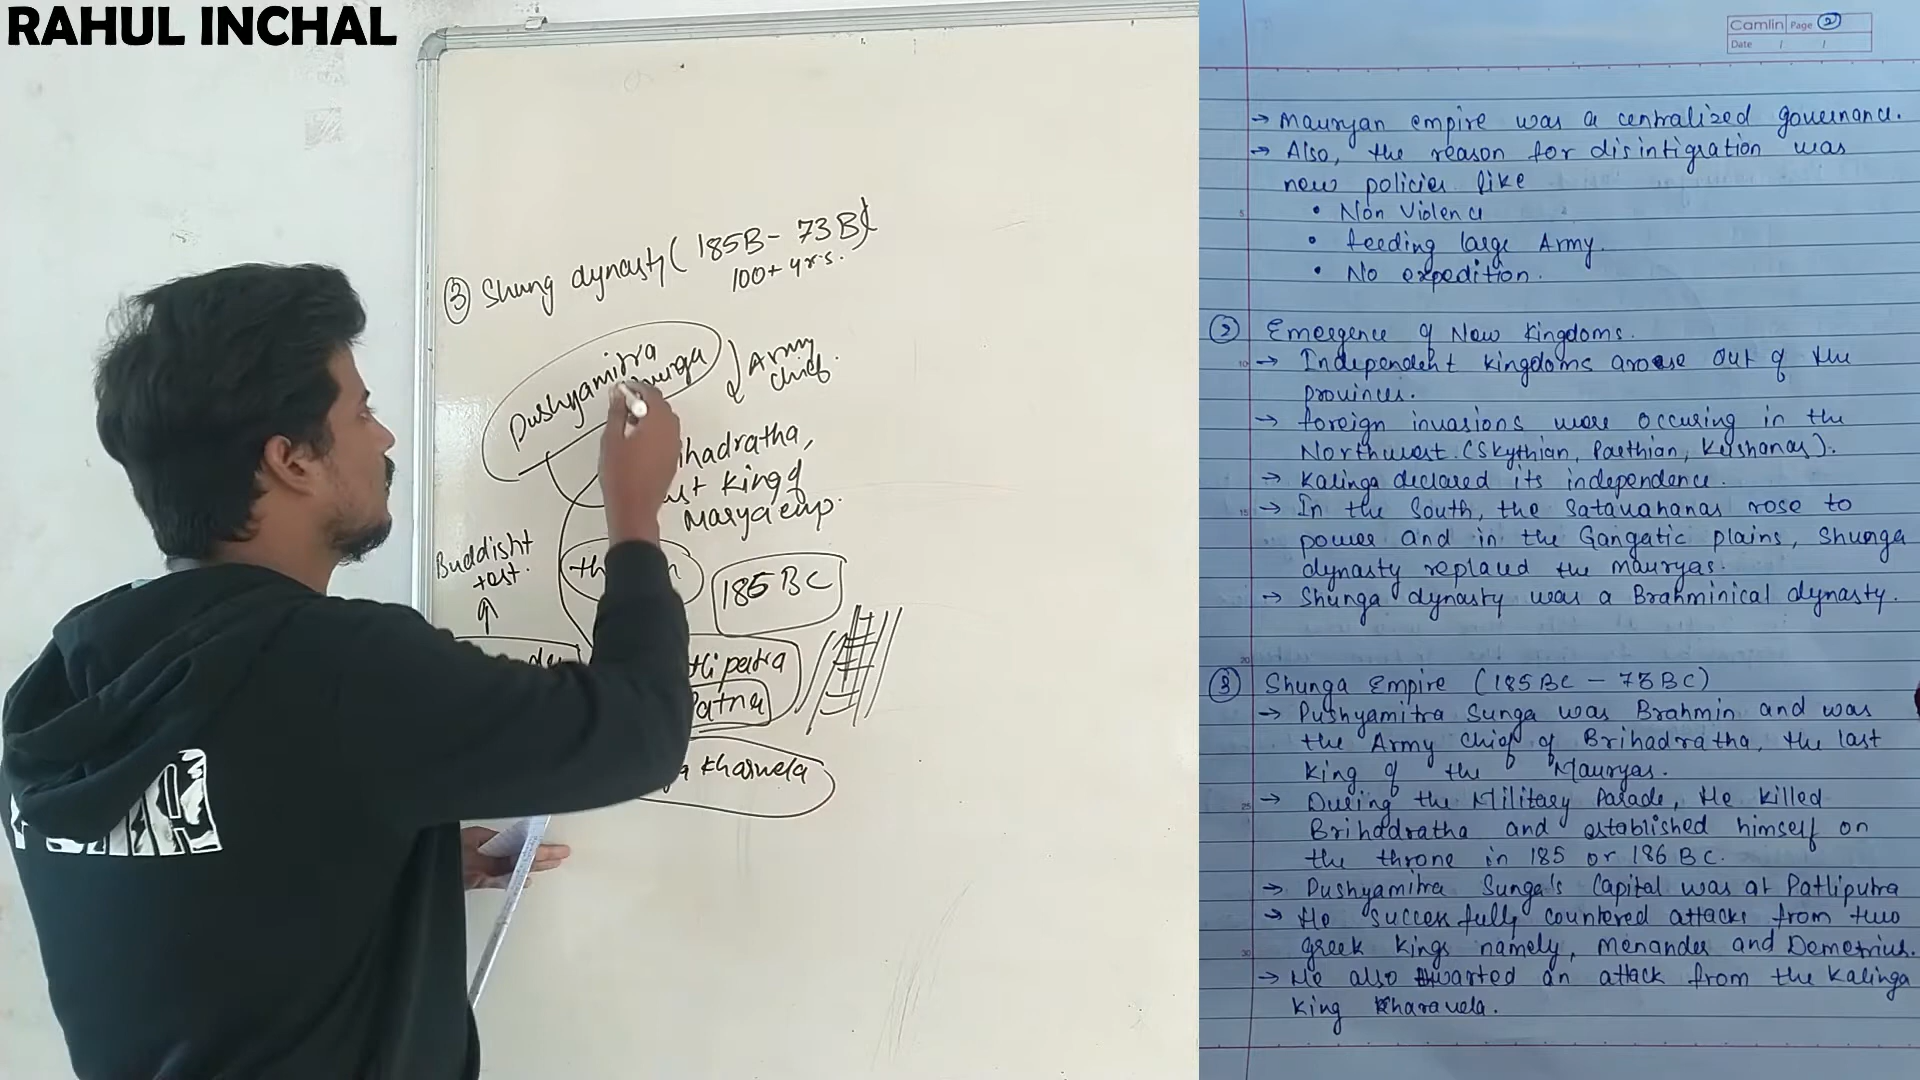 RAHUL INCHAL
③ Shung dynasty ( 185B - 73B)
100+ yrs.
Pushyamitra
Army
chief
ihadratha,
King of
Maryaemp.
Buddisht
↑
185 BC
tlipatra
Patna
Kharvela
Camlin Page ②
Date / /
→ Mauryan empire was a centralized governance.
→ Also, the reason for disintigration was
new policies like
• Non Violence
• feeding large Army.
• No expedition.
② Emergence of New Kingdoms.
→ Independent kingdoms arose out of the
provinces.
→ foreign invasions were occuring in the
Northwest. (Skythian, Paethian, Kushanas).
→ Kalinga declared its independence.
→ In the South, the Satavahanas rose to
power and in the Gangatic plains, Shunga
dynasty replaced the mauryas.
→ Shunga dynasty was a Brahminical dynasty.
③ Shunga Empire (185 BC - 73 BC)
→ Pushyamitra Sunga was Brahmin and was
the Army chief of Brihadratha, the last
king of the Mauryas.
→ During the Military Parade, He killed
Brihadratha and established himself on
the throne in 185 or 186 BC.
→ Pushyamitra Sunga's Capital was at Patliputra
→ He successfully countered attacks from two
greek kings namely, Menander and Demetrius.
→ He also thwarted an attack from the Kalinga
king Kharavela.